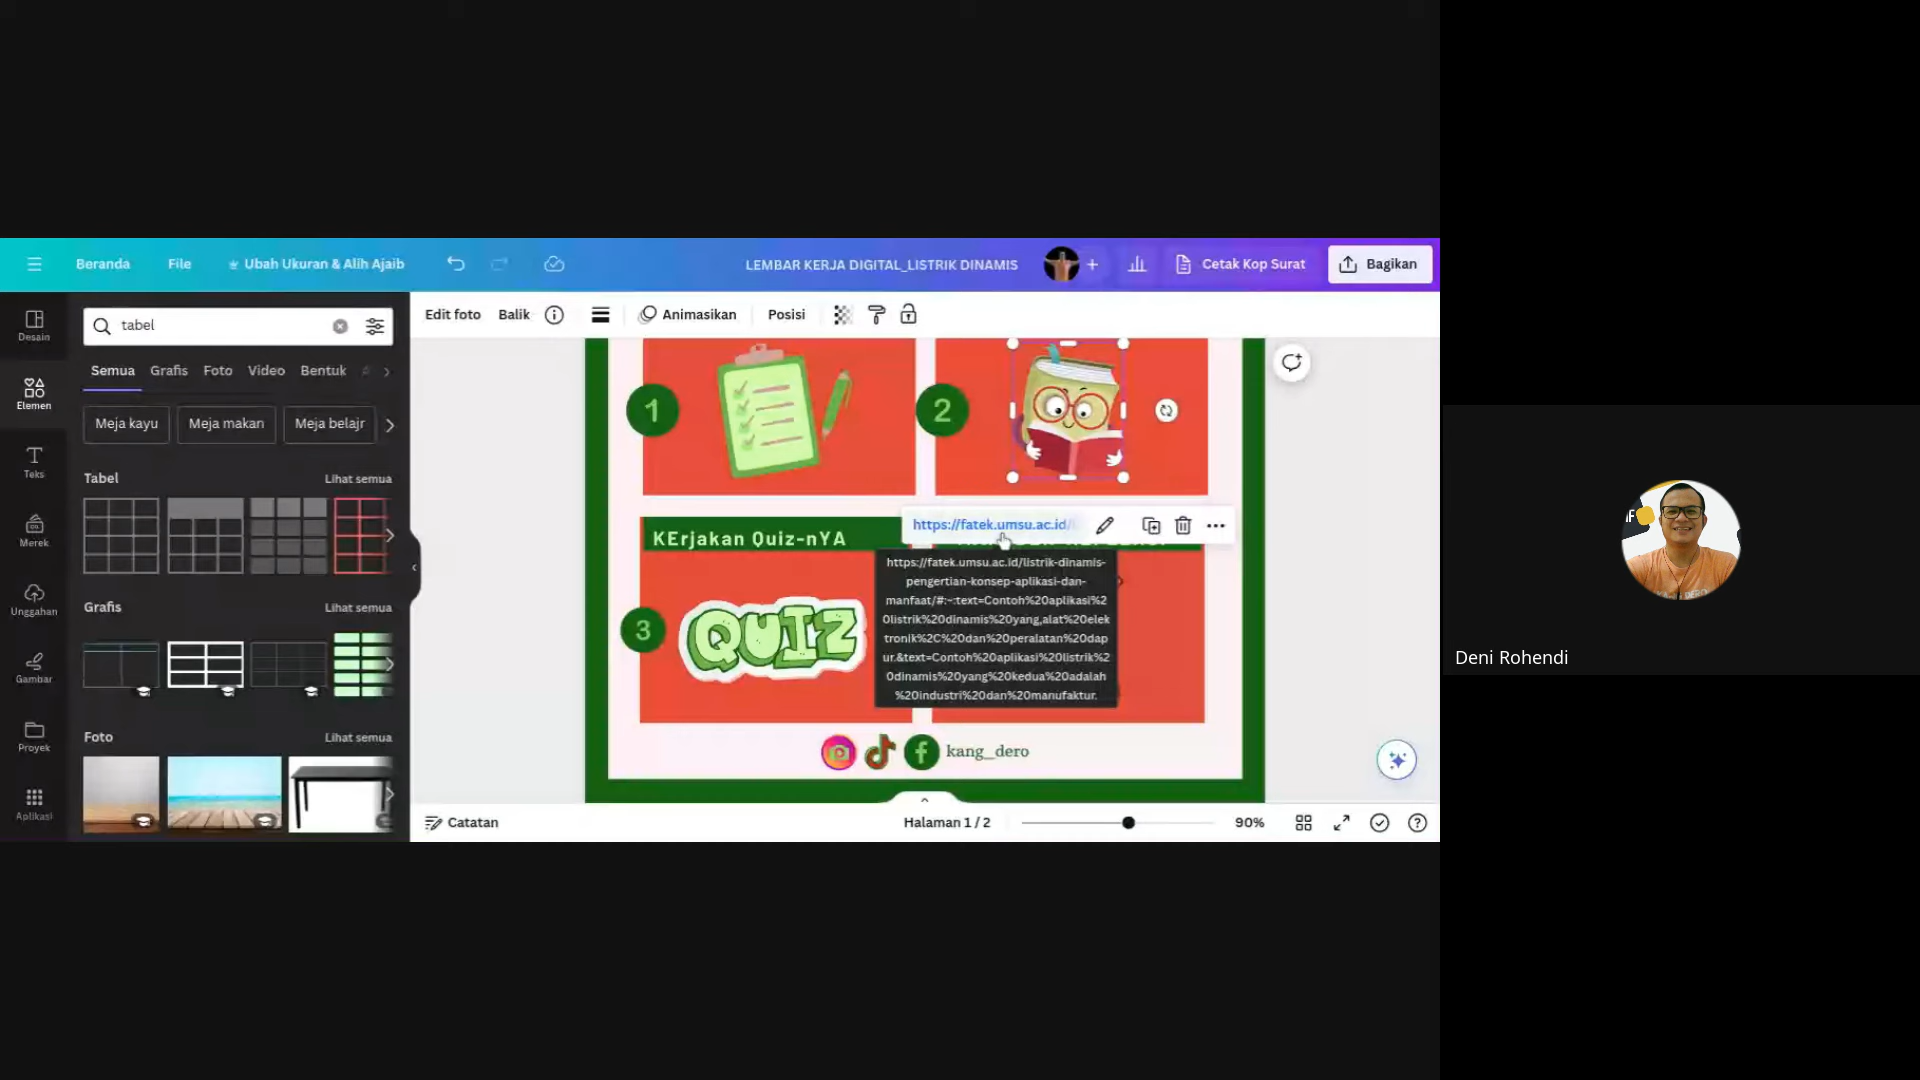 Beranda
File
Ubah Ukuran & Alih Ajaib
LEMBAR KERJA DIGITAL_LISTRIK DINAMIS
Cetak Kop Surat
Bagikan
Desain
Elemen
Teks
Merek
Unggahan
Gambar
Proyek
Aplikasi
tabel
Semua
Grafis
Foto
Video
Bentuk
Meja kayu
Meja makan
Meja belajr
Tabel
Lihat semua
Grafis
Lihat semua
Foto
Lihat semua
Edit foto
Balik
Animasikan
Posisi
1
2
https://fatek.umsu.ac.id/
KErjakan Quiz-nYA
https://fatek.umsu.ac.id/listrik-dinamis-
pengertian-konsep-aplikasi-dan-
manfaat/#:~:text=Contoh%20aplikasi%2
0listrik%20dinamis%20yang,alat%20elek
tronik%2C%20dan%20peralatan%20dap
ur.&text=Contoh%20aplikasi%20listrik%2
0dinamis%20yang%20kedua%20adalah
%20industri%20dan%20manufaktur.
3
QUIZ
kang_dero
Catatan
Halaman 1 / 2
90%
Deni Rohendi